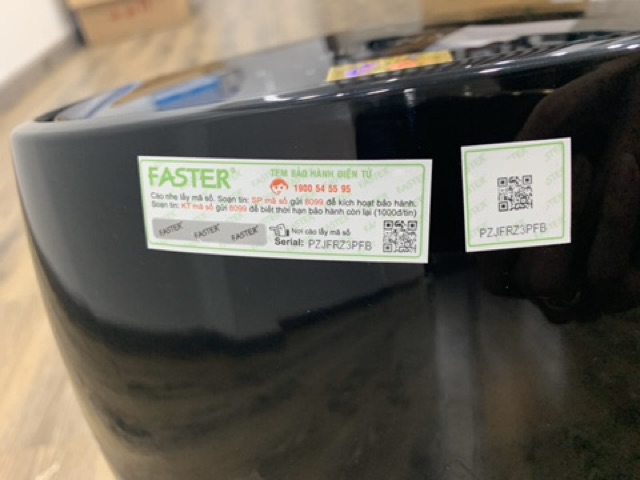 FASTER®
TEM BẢO HÀNH ĐIỆN TỬ
1900 54 55 95
Cào nhẹ lấy mã số. Soạn tin: SP mã số gửi 6099 để kích hoạt bảo hành.
Soạn tin: KT mã số gửi 6099 để biết thời hạn bảo hành còn lại (1000đ/tin)
FASTER FASTER FASTER
Nơi cào lấy mã số
Serial: PZJFRZ3PFB
PZJFRZ3PFB